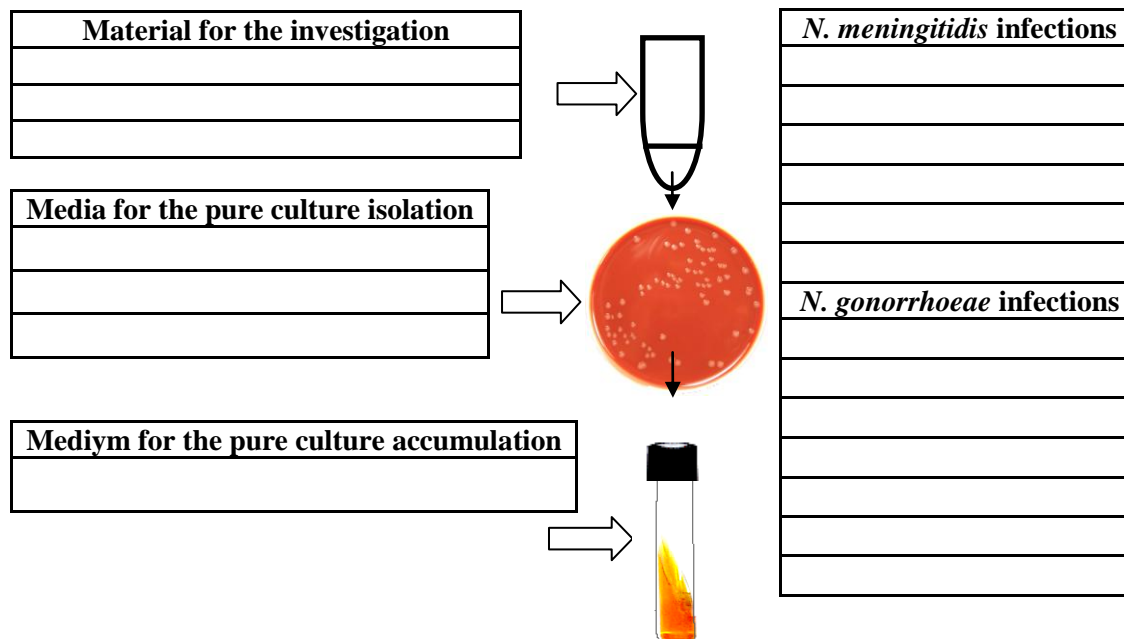 Material for the investigation
Media for the pure culture isolation
Mediym for the pure culture accumulation
N. meningitidis infections
N. gonorrhoeae infections